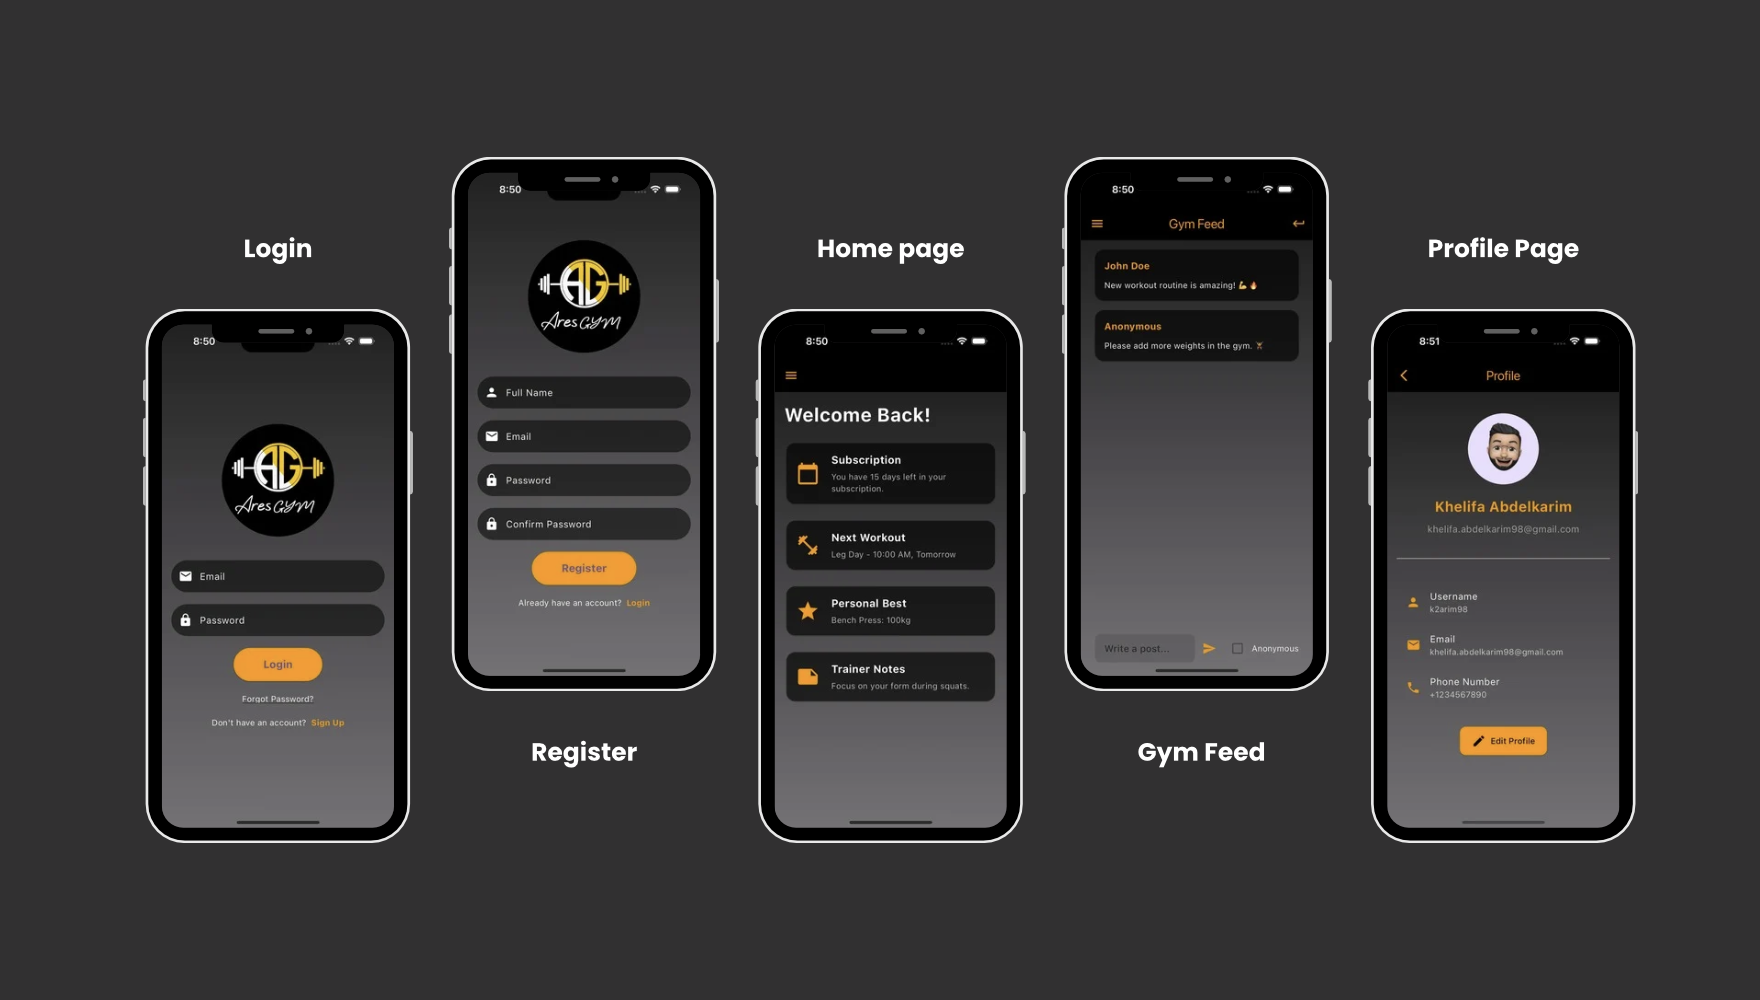 Login
8:50
AG
Ares GYM
Email
Password
Login
Forgot Password?
Don't have an account? Sign Up
8:50
AG
Ares GYM
Full Name
Email
Password
Confirm Password
Register
Already have an account? Login
Register
Home page
8:50
Welcome Back!
Subscription
You have 15 days left in your
subscription.
Next Workout
Leg Day - 10:00 AM, Tomorrow
Personal Best
Bench Press: 100kg
Trainer Notes
Focus on your form during squats.
8:50
Gym Feed
John Doe
New workout routine is amazing! 💪🔥
Anonymous
Please add more weights in the gym. 🏋️
Write a post...
Anonymous
Gym Feed
Profile Page
8:51
Profile
Khelifa Abdelkarim
khelifa.abdelkarim98@gmail.com
Username
k2arim98
Email
khelifa.abdelkarim98@gmail.com
Phone Number
+1234567890
Edit Profile